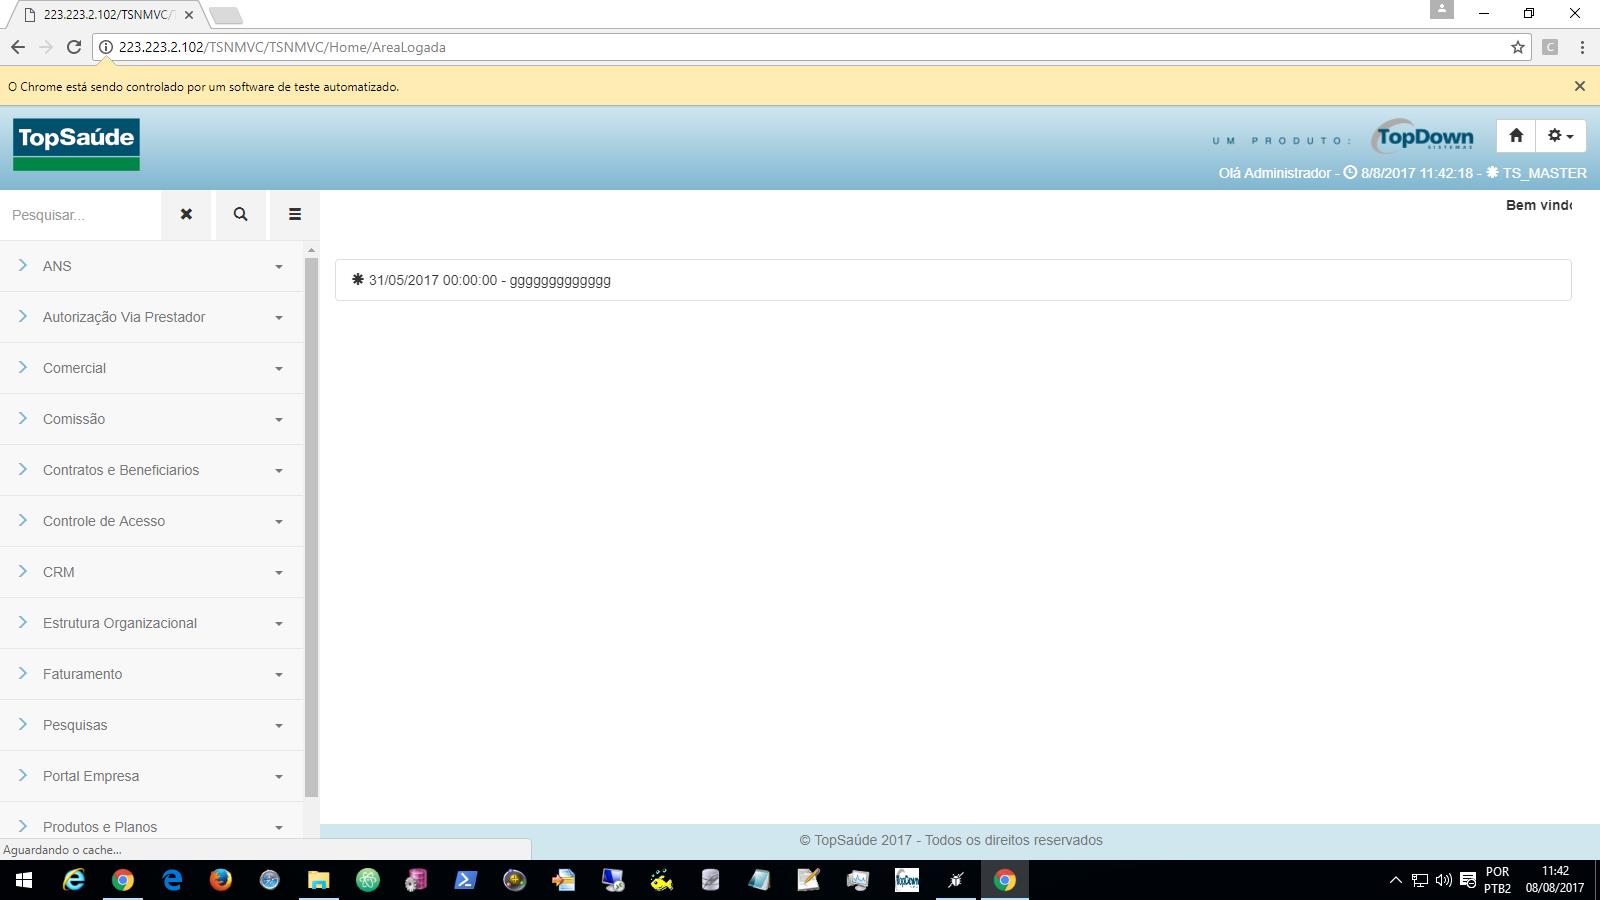 223.223.2.102/TSNMVC/
223.223.2.102/TSNMVC/TSNMVC/Home/AreaLogada
C
O Chrome está sendo controlado por um software de teste automatizado.
TopSaúde
UM PRODUTO:
TopDown
SISTEMAS
Olá Administrador - 8/8/2017 11:42:18 - TS_MASTER
Pesquisar...
Bem vindo
31/05/2017 00:00:00 - ggggggggggggg
ANS
Autorização Via Prestador
Comercial
Comissão
Contratos e Beneficiarios
Controle de Acesso
CRM
Estrutura Organizacional
Faturamento
Pesquisas
Portal Empresa
Produtos e Planos
© TopSaúde 2017 - Todos os direitos reservados
Aguardando o cache...
TopDown
POR
PTB2
11:42
08/08/2017